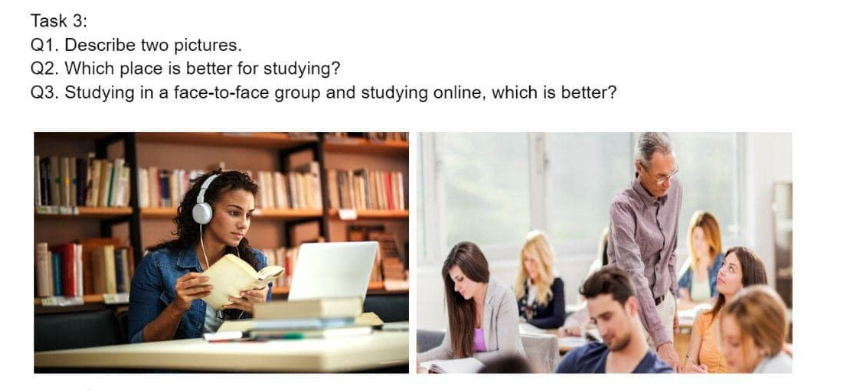 Task 3:
Q1. Describe two pictures.
Q2. Which place is better for studying?
Q3. Studying in a face-to-face group and studying online, which is better?